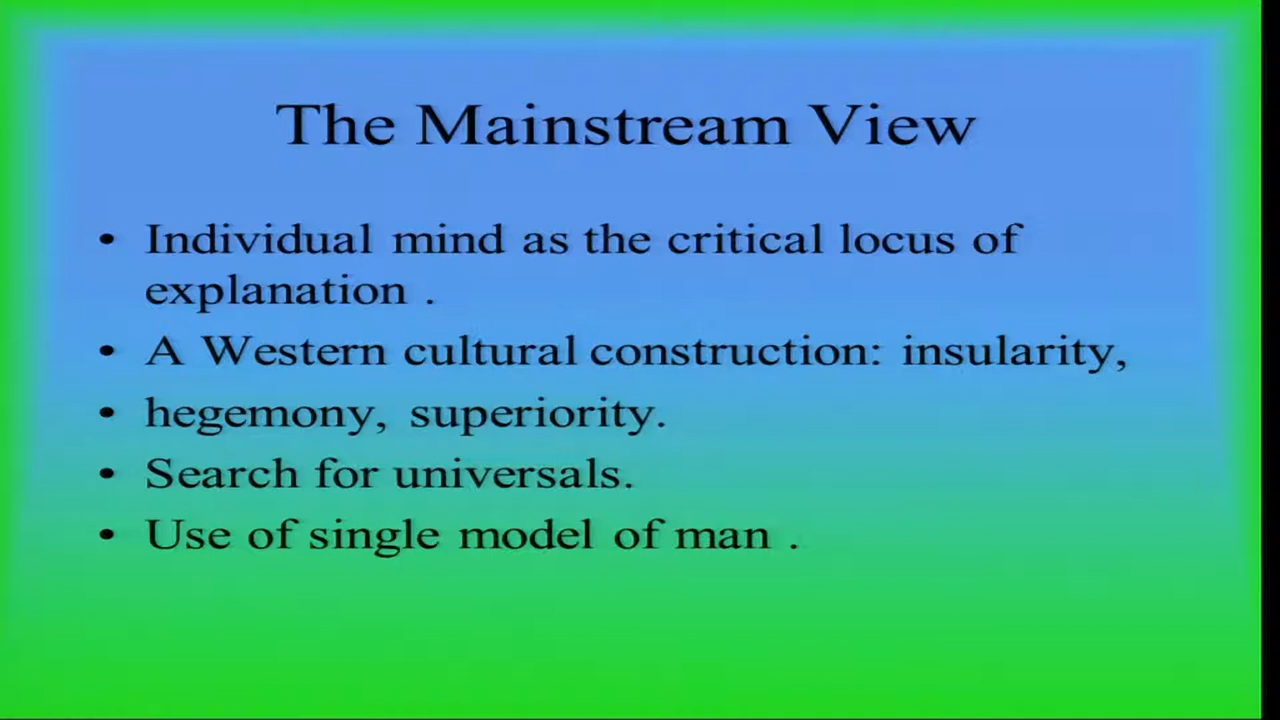 The Mainstream View
• Individual mind as the critical locus of
explanation .
• A Western cultural construction: insularity,
• hegemony, superiority.
• Search for universals.
• Use of single model of man .